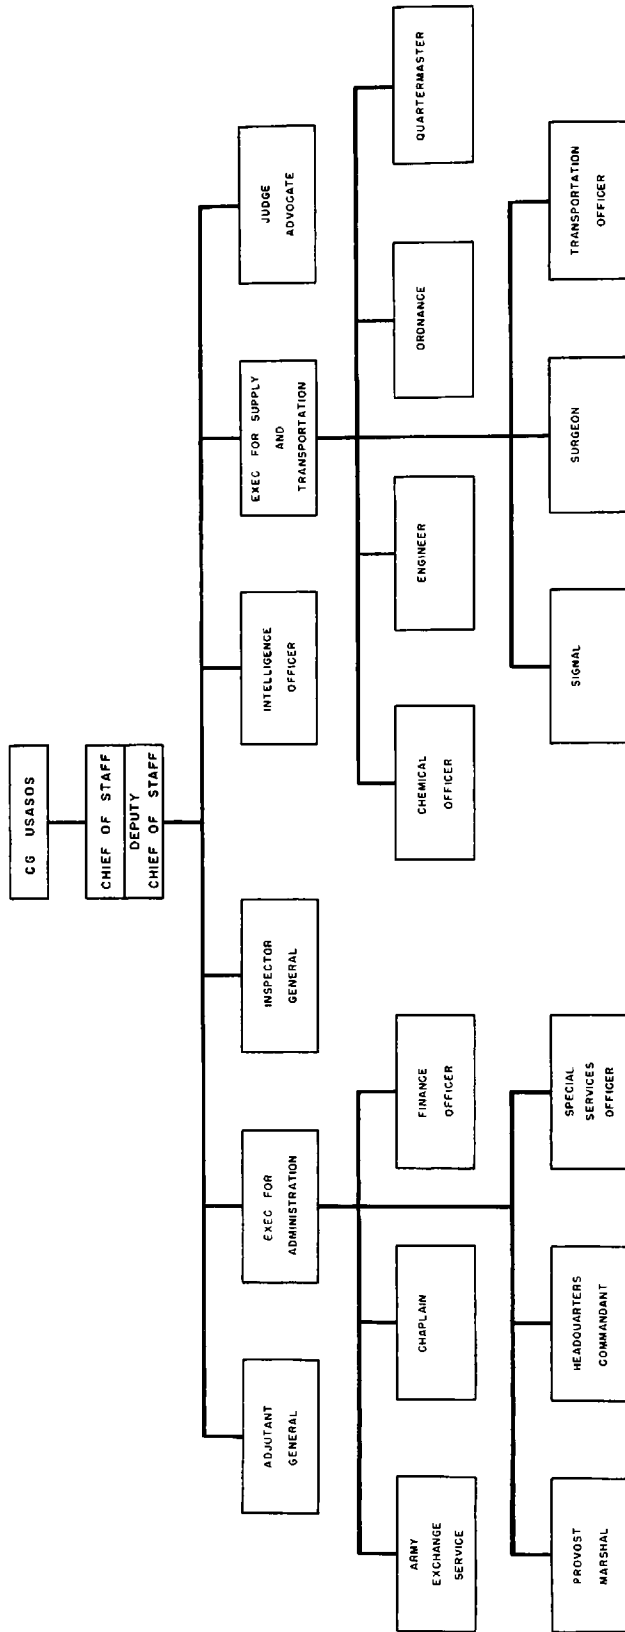 CG USASOS
CHIEF OF STAFF
DEPUTY
CHIEF OF STAFF
ADJUTANT
GENERAL
EXEC FOR
ADMINISTRATION
INSPECTOR
GENERAL
INTELLIGENCE
OFFICER
EXEC FOR SUPPLY
AND
TRANSPORTATION
JUDGE
ADVOCATE
ARMY
EXCHANGE
SERVICE
CHAPLAIN
FINANCE
OFFICER
CHEMICAL
OFFICER
ENGINEER
ORDNANCE
QUARTERMASTER
PROVOST
MARSHAL
HEADQUARTERS
COMMANDANT
SPECIAL
SERVICES
OFFICER
SIGNAL
SURGEON
TRANSPORTATION
OFFICER